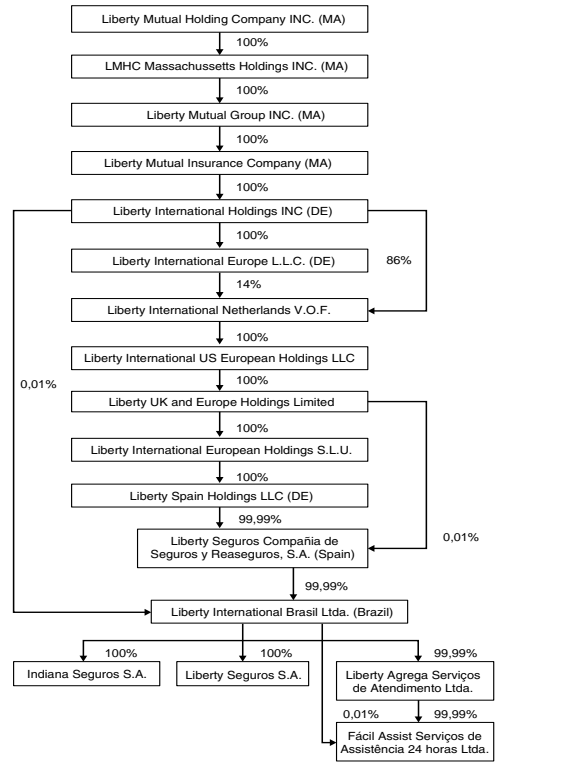 Liberty Mutual Holding Company INC. (MA)
100%
LMHC Massachussetts Holdings INC. (MA)
100%
Liberty Mutual Group INC. (MA)
100%
Liberty Mutual Insurance Company (MA)
100%
Liberty International Holdings INC (DE)
100%
Liberty International Europe L.L.C. (DE)
86%
14%
Liberty International Netherlands V.O.F.
100%
Liberty International US European Holdings LLC
100%
0,01%
Liberty UK and Europe Holdings Limited
100%
Liberty International European Holdings S.L.U.
100%
Liberty Spain Holdings LLC (DE)
99,99%
Liberty Seguros Compañia de
Seguros y Reaseguros, S.A. (Spain)
0,01%
99,99%
Liberty International Brasil Ltda. (Brazil)
100%
100%
99,99%
Indiana Seguros S.A.
Liberty Seguros S.A.
Liberty Agrega Serviços
de Atendimento Ltda.
0,01%
99,99%
Fácil Assist Serviços de
Assistência 24 horas Ltda.